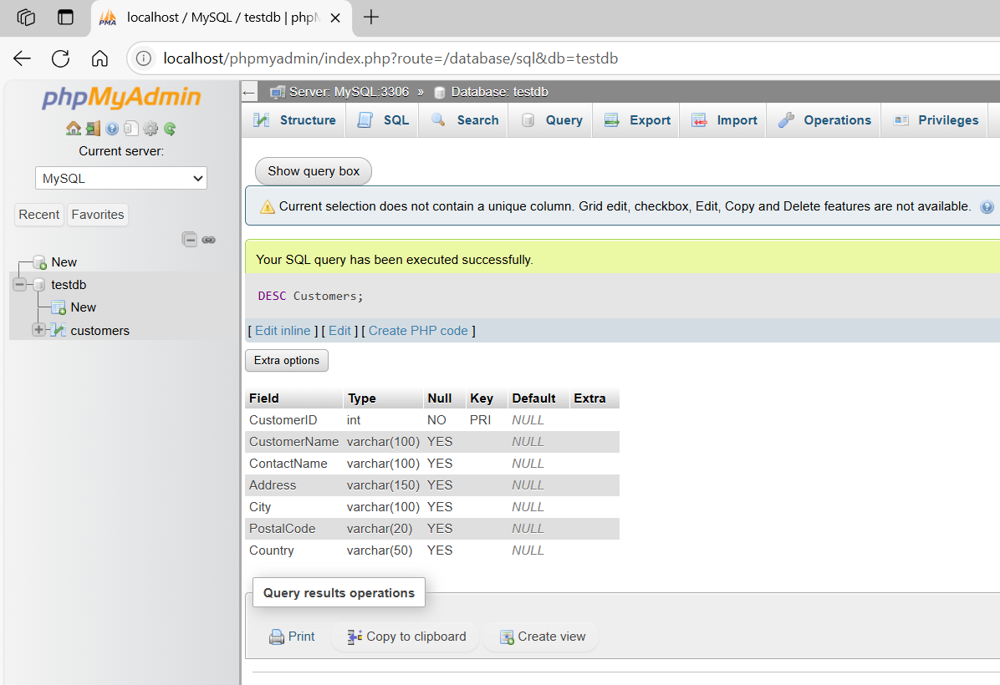 localhost / MySQL / testdb | phpM
localhost/phpmyadmin/index.php?route=/database/sql&db=testdb
phpMyAdmin
Current server:
MySQL
Recent Favorites
New
testdb
New
customers
Server: MySQL:3306 » Database: testdb
Structure SQL Search Query Export Import Operations Privileges
Show query box
Current selection does not contain a unique column. Grid edit, checkbox, Edit, Copy and Delete features are not available.
Your SQL query has been executed successfully.
DESC Customers;
[ Edit inline ] [ Edit ] [ Create PHP code ]
Extra options
Field Type Null Key Default Extra
CustomerID int NO PRI NULL
CustomerName varchar(100) YES NULL
ContactName varchar(100) YES NULL
Address varchar(150) YES NULL
City varchar(100) YES NULL
PostalCode varchar(20) YES NULL
Country varchar(50) YES NULL
Query results operations
Print Copy to clipboard Create view